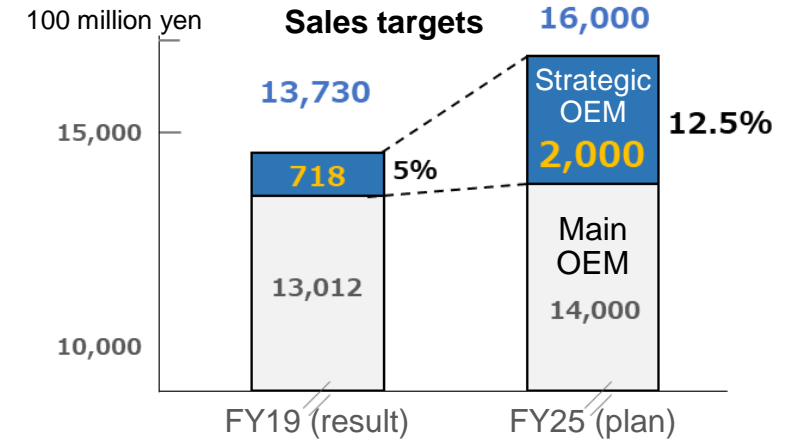 100 million yen
Sales targets
16,000
13,730
15,000
Strategic
OEM
2,000
12.5%
718
5%
Main
OEM
13,012
14,000
10,000
FY19 (result)
FY25 (plan)